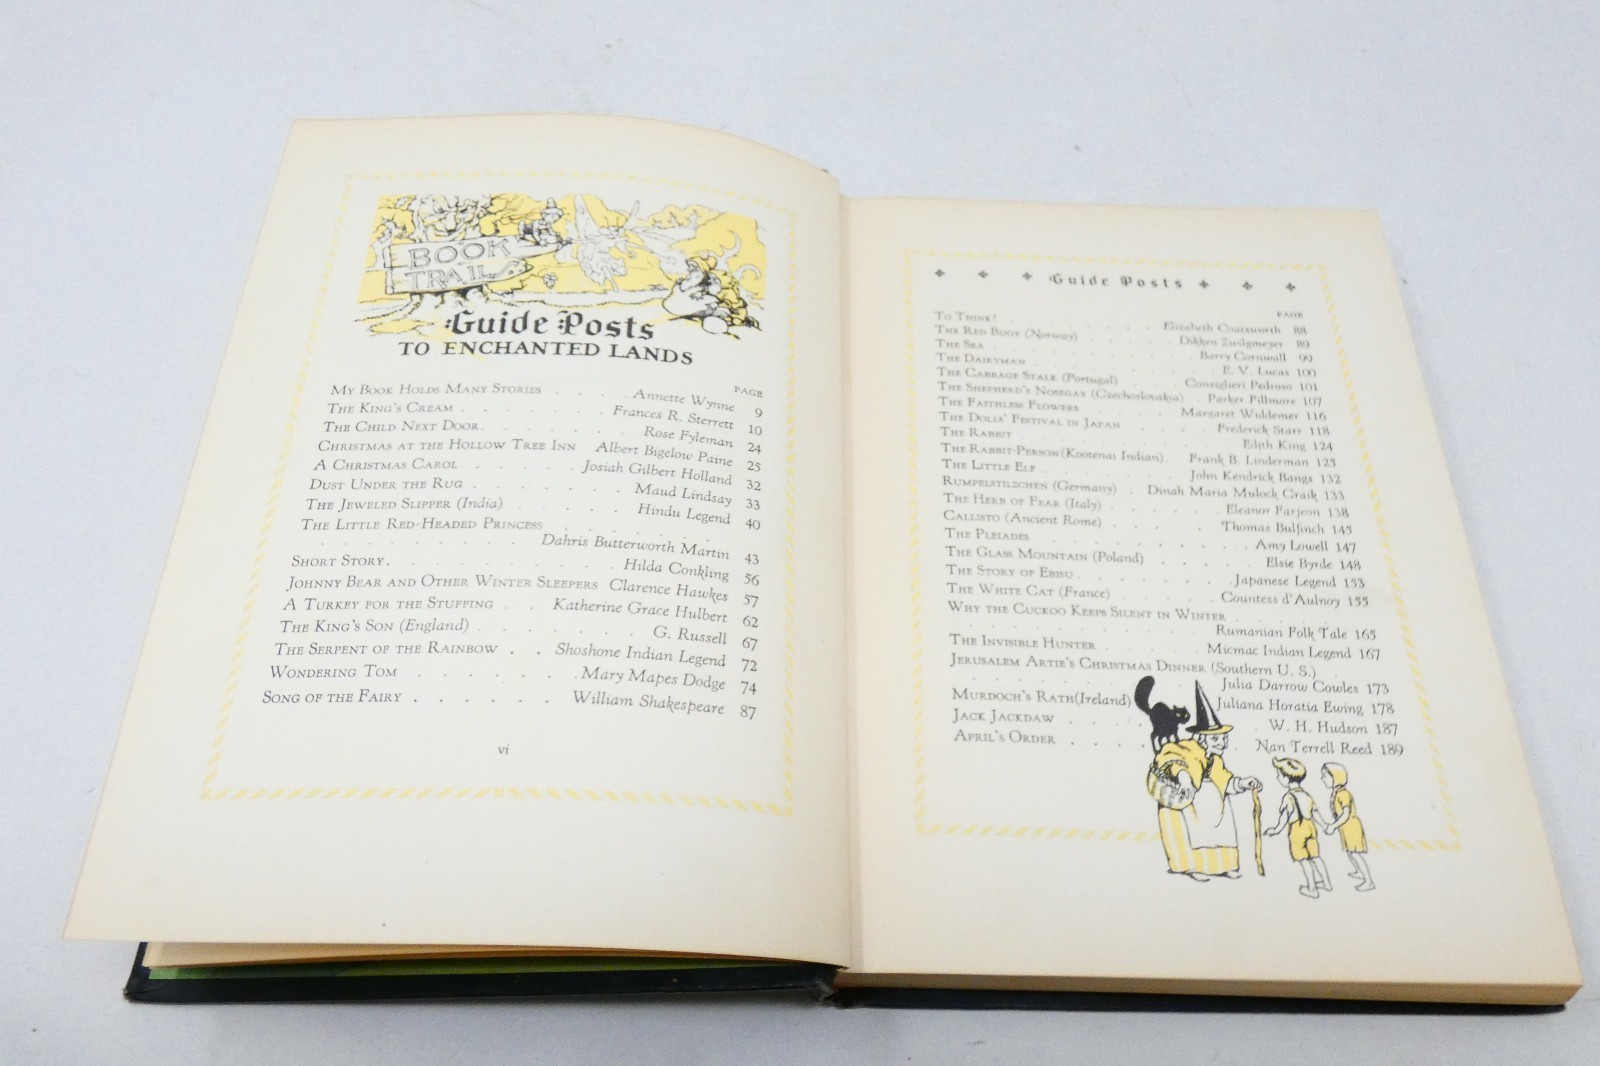 BOOK
TRAIL
Guide Posts
TO ENCHANTED LANDS
PAGE
My Book Holds Many Stories . . . . Annette Wynne 9
The King's Cream . . . . . . . Frances R. Sterrett 10
The Child Next Door. . . . . . . . Rose Fyleman 24
Christmas at the Hollow Tree Inn Albert Bigelow Paine 25
A Christmas Carol . . . . . Josiah Gilbert Holland 32
Dust Under the Rug . . . . . . . Maud Lindsay 33
The Jeweled Slipper (India) . . . . . . Hindu Legend 40
The Little Red-Headed Princess . . . . . . .
. . . . . . . . . Dahris Butterworth Martin 43
Short Story. . . . . . . . . . . Hilda Conkling 56
Johnny Bear and Other Winter Sleepers Clarence Hawkes 57
A Turkey for the Stuffing . . Katherine Grace Hulbert 62
The King's Son (England) . . . . . . . G. Russell 67
The Serpent of the Rainbow . . Shoshone Indian Legend 72
Wondering Tom . . . . . . . Mary Mapes Dodge 74
Song of the Fairy . . . . . . William Shakespeare 87
vi
Guide Posts
PAGE
To Think! . . . . . . . . Elizabeth Coatsworth 88
The Red Buoy (Norway) . . . . . Dikken Zwilgmeyer 89
The Sea . . . . . . . . . . Barry Cornwall 99
The Dairyman . . . . . . . . . E. V. Lucas 100
The Cabbage Stalk (Portugal) . . . . Consiglieri Pedroso 101
The Shepherd's Nosegay (Czechoslovakia) . Parker Fillmore 107
The Faithless Flowers . . . . . . Margaret Widdemer 116
The Dolls' Festival in Japan . . . . . Frederick Starr 118
The Rabbit . . . . . . . . . . Edith King 124
The Rabbit-Person (Kootenai Indian). . Frank B. Linderman 125
The Little Elf . . . . . . . . John Kendrick Bangs 132
Rumpelstilzchen (Germany) . Dinah Maria Mulock Craik 133
The Herb of Fear (Italy) . . . . . . Eleanor Farjeon 138
Callisto (Ancient Rome) . . . . . . Thomas Bulfinch 145
The Pleiades . . . . . . . . . . Amy Lowell 147
The Glass Mountain (Poland) . . . . . Elsie Byrde 148
The Story of Ebisu. . . . . . . . Japanese Legend 153
The White Cat (France) . . . . . Countess d'Aulnoy 155
Why the Cuckoo Keeps Silent in Winter . . . . .
. . . . . . . . . . Rumanian Folk Tale 165
The Invisible Hunter . . . . . Micmac Indian Legend 167
Jerusalem Artie's Christmas Dinner (Southern U. S.) .
. . . . . . . . . . Julia Darrow Cowles 173
Murdoch's Rath (Ireland) Juliana Horatia Ewing 178
Jack Jackdaw . . . . . W. H. Hudson 187
April's Order . . . . . Nan Terrell Reed 189